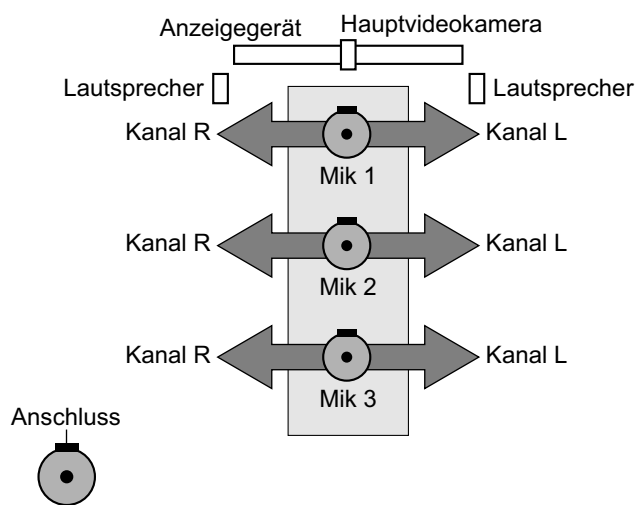 Anzeigegerät
Hauptvideokamera
Lautsprecher
Lautsprecher
Kanal R
Kanal L
Mik 1
Kanal R
Kanal L
Mik 2
Kanal R
Kanal L
Mik 3
Anschluss